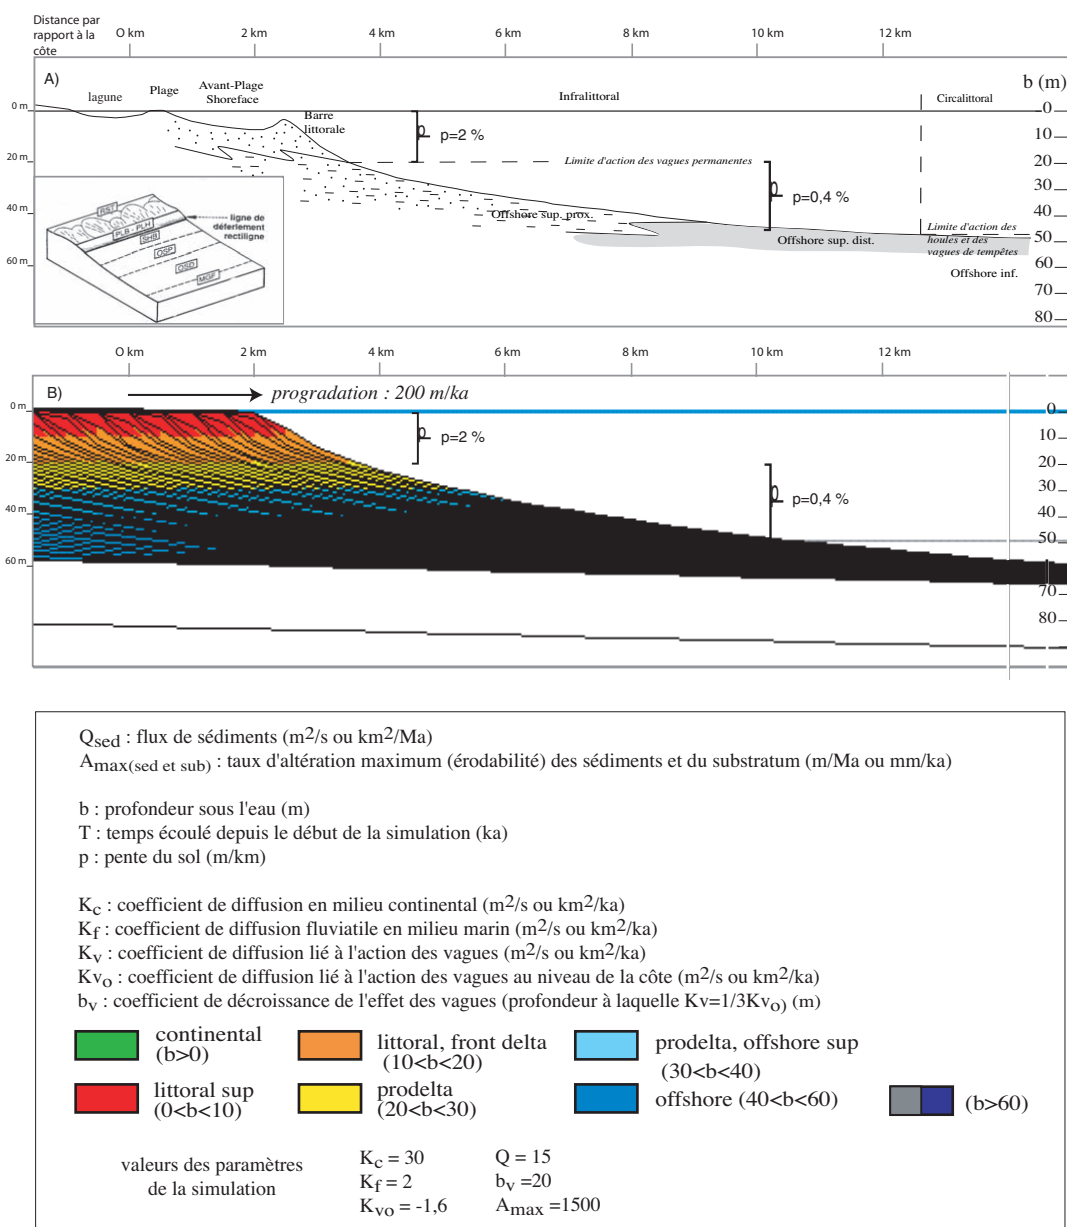 Distance par
rapport à la
côte
O km
2 km
4 km
6 km
8 km
10 km
12 km
A)
b (m)
lagune
Plage
Avant-Plage
Shoreface
Barre
littorale
Infralittoral
Circalittoral
0 m
20 m
40 m
60 m
p=2 %
Limite d'action des vagues permanentes
p=0,4 %
Offshore sup. prox.
Offshore sup. dist.
Limite d'action des
houles et des
vagues de tempêtes
Offshore inf.
0
10
20
30
40
50
60
70
80
RST
PLB - PLH
SHB
OSP
OSD
MGF
ligne de
déferlement
rectiligne
O km
2 km
4 km
6 km
8 km
10 km
12 km
B)
progradation : 200 m/ka
0 m
20 m
40 m
60 m
p=2 %
p=0,4 %
0
10
20
30
40
50
60
70
80
Qsed : flux de sédiments (m2/s ou km2/Ma)
Amax(sed et sub) : taux d'altération maximum (érodabilité) des sédiments et du substratum (m/Ma ou mm/ka)
b : profondeur sous l'eau (m)
T : temps écoulé depuis le début de la simulation (ka)
p : pente du sol (m/km)
Kc : coefficient de diffusion en milieu continental (m2/s ou km2/ka)
Kf : coefficient de diffusion fluviatile en milieu marin (m2/s ou km2/ka)
Kv : coefficient de diffusion lié à l'action des vagues (m2/s ou km2/ka)
Kvo : coefficient de diffusion lié à l'action des vagues au niveau de la côte (m2/s ou km2/ka)
bv : coefficient de décroissance de l'effet des vagues (profondeur à laquelle Kv=1/3Kvo) (m)
continental
(b>0)
littoral, front delta
(10<b<20)
prodelta, offshore sup
(30<b<40)
littoral sup
(0<b<10)
prodelta
(20<b<30)
offshore (40<b<60)
(b>60)
valeurs des paramètres
de la simulation
Kc = 30
Q = 15
Kf = 2
bv =20
Kvo = -1,6
Amax =1500